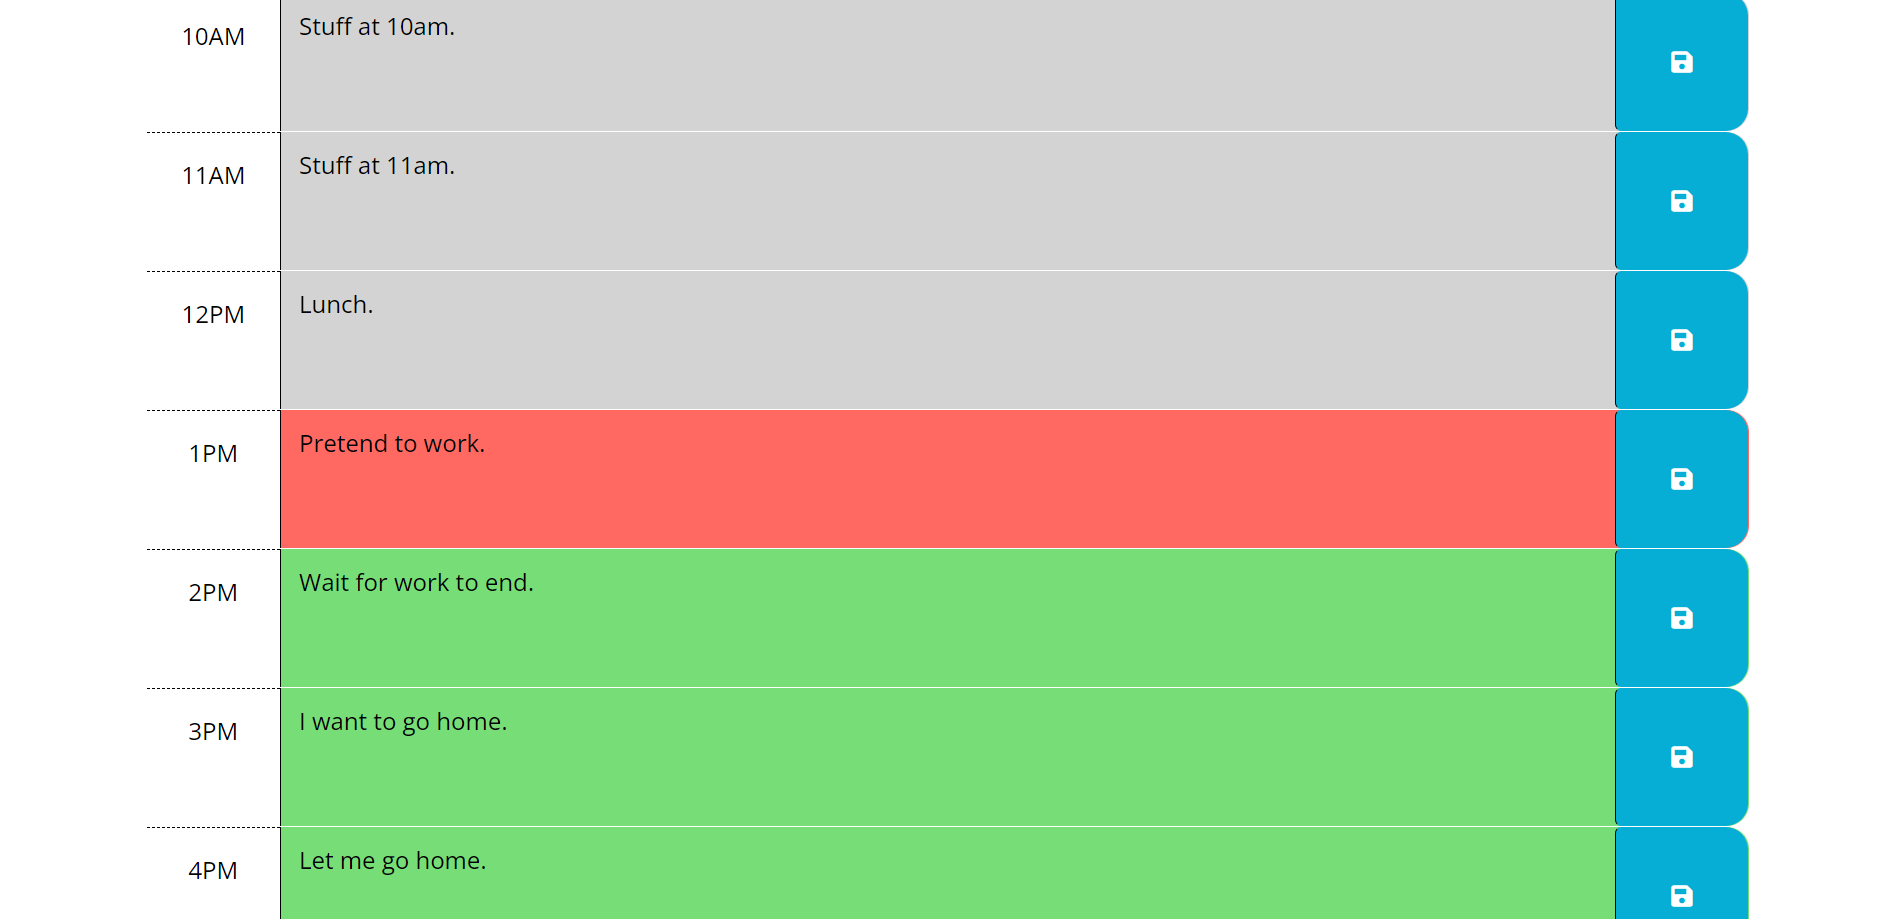 10AM
Stuff at 10am.
11AM
Stuff at 11am.
12PM
Lunch.
1PM
Pretend to work.
2PM
Wait for work to end.
3PM
I want to go home.
4PM
Let me go home.